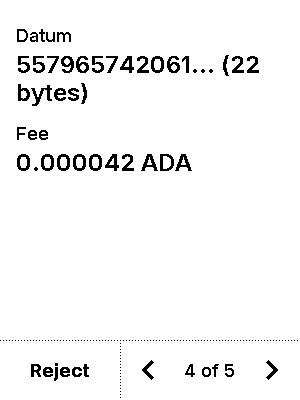 Datum
557965742061... (22
bytes)
Fee
0.000042 ADA
Reject
4 of 5